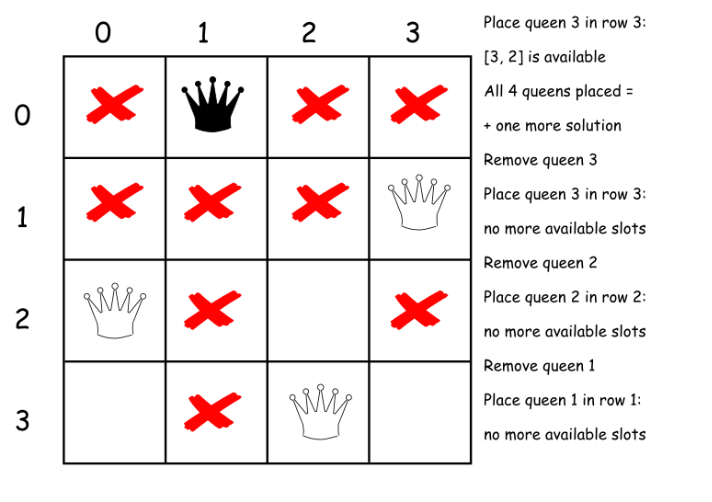 0 1 2 3
0
1
2
3
Place queen 3 in row 3:
[3, 2] is available
All 4 queens placed =
+ one more solution
Remove queen 3
Place queen 3 in row 3:
no more available slots
Remove queen 2
Place queen 2 in row 2:
no more available slots
Remove queen 1
Place queen 1 in row 1:
no more available slots